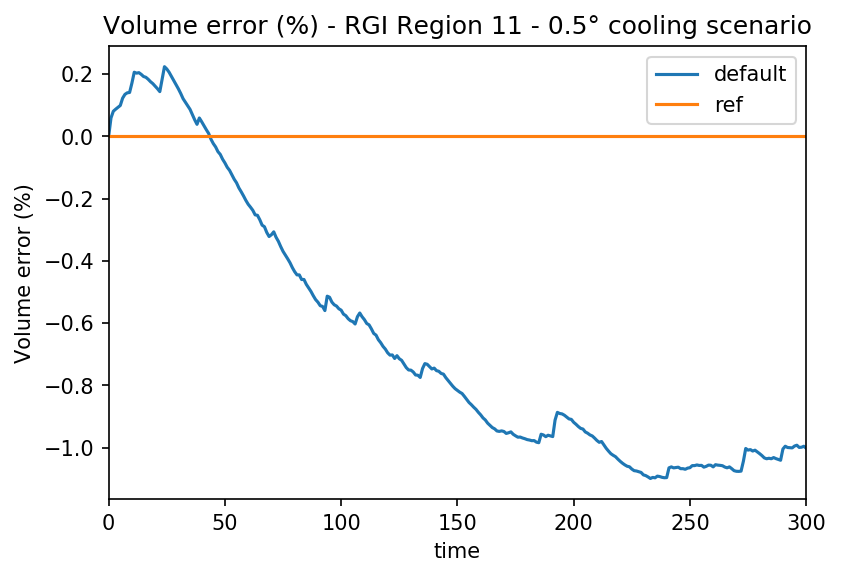 Volume error (%) - RGI Region 11 - 0.5° cooling scenario
default
ref
Volume error (%)
0.2
0.0
−0.2
−0.4
−0.6
−0.8
−1.0
0 50 100 150 200 250 300
time